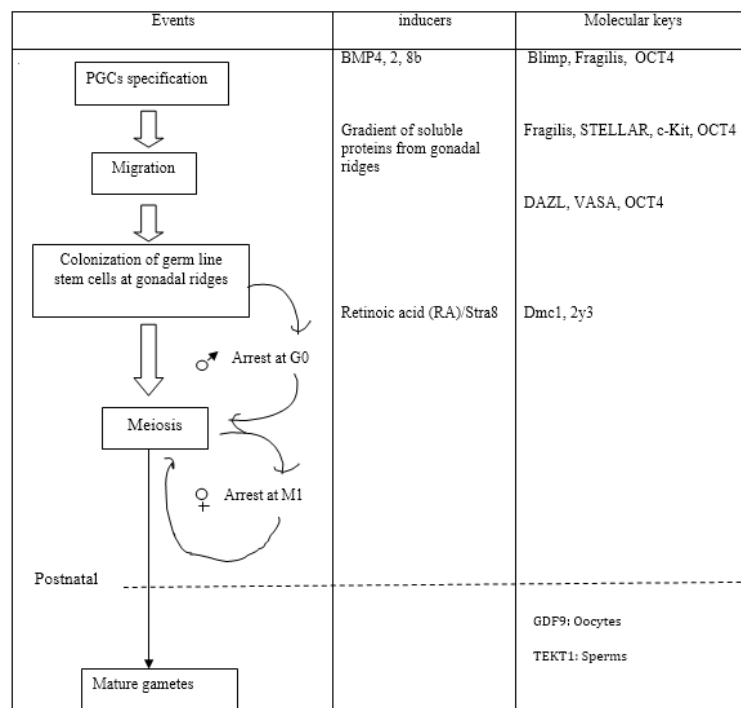 Events inducers Molecular keys
PGCs specification BMP4, 2, 8b Blimp, Fragilis, OCT4
Migration Gradient of soluble Fragilis, STELLAR, c-Kit, OCT4
proteins from gonadal
ridges
DAZL, VASA, OCT4
Colonization of germ line
stem cells at gonadal ridges
Retinoic acid (RA)/Stra8 Dmc1, 2y3
♂ Arrest at G0
Meiosis
♀ Arrest at M1
Postnatal
GDF9: Oocytes
TEKT1: Sperms
Mature gametes